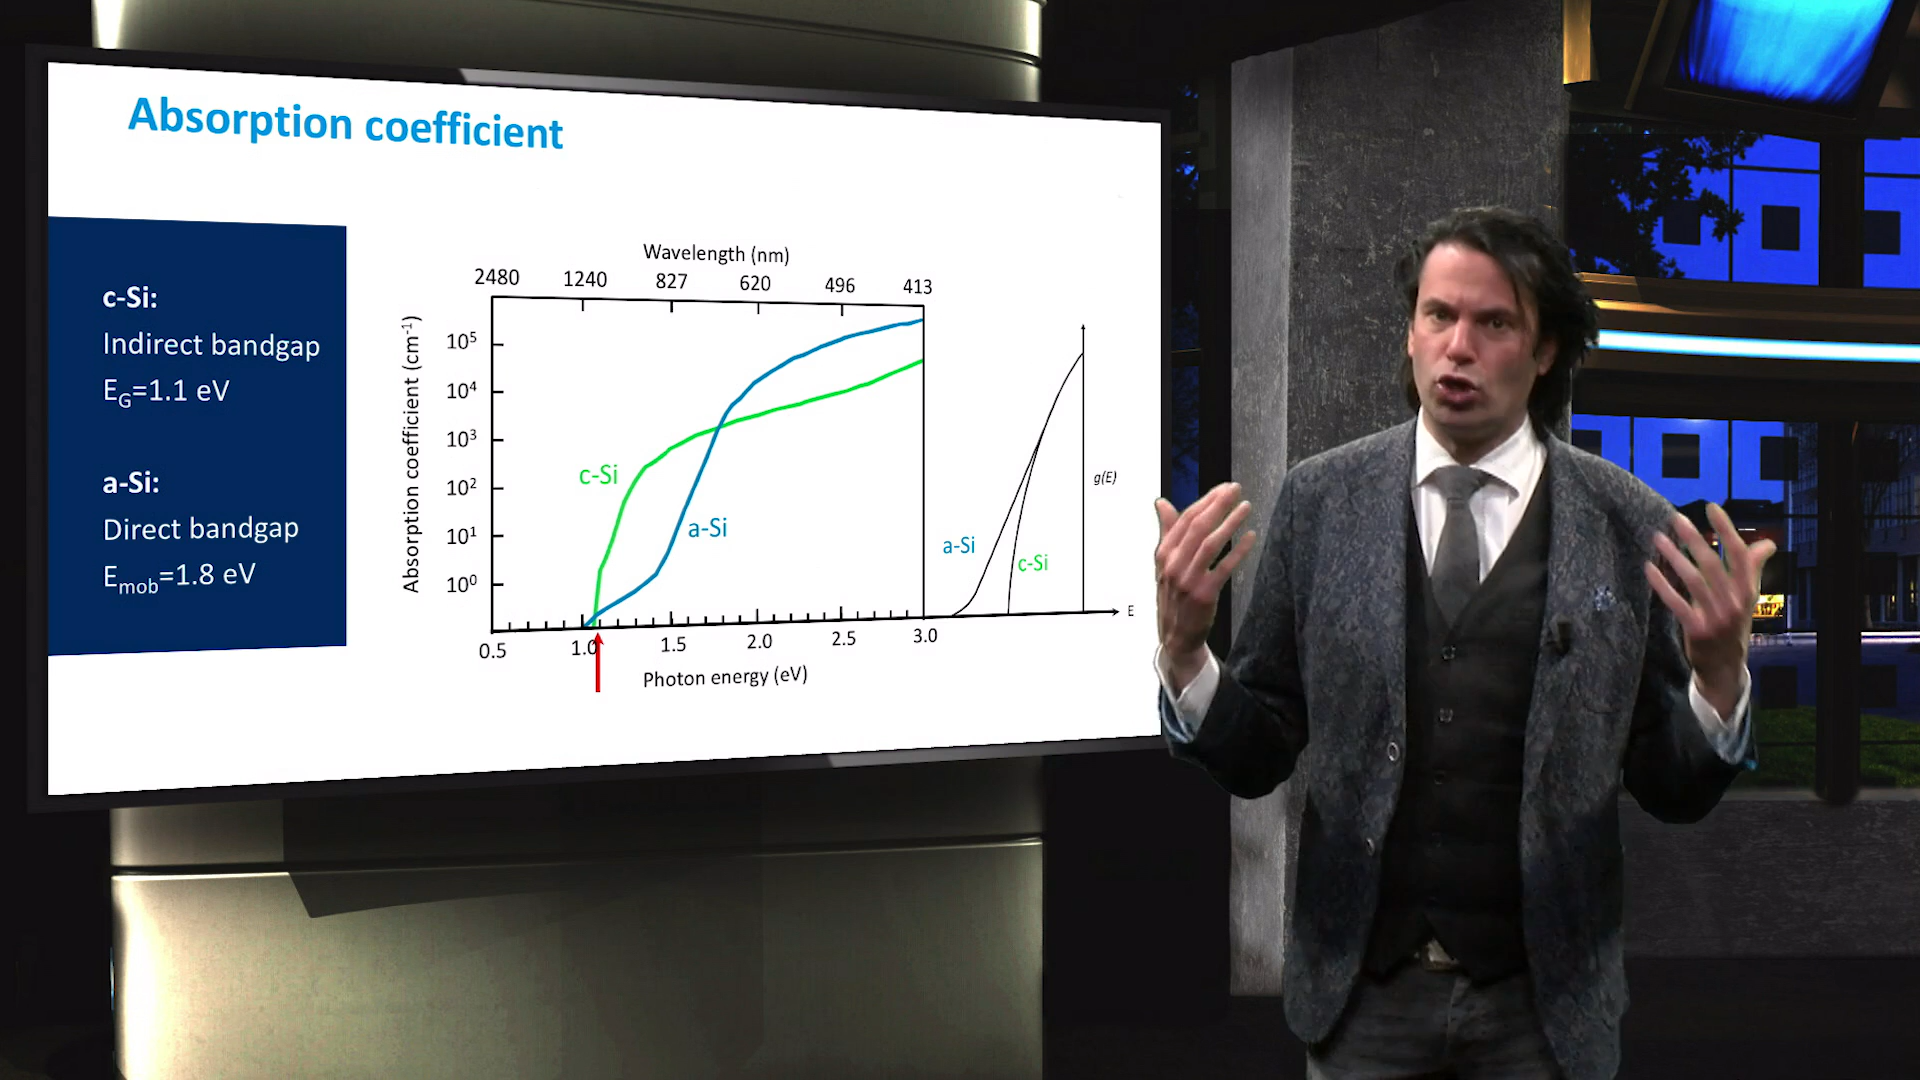 Absorption coefficient
c-Si:
Indirect bandgap
E_G=1.1 eV
a-Si:
Direct bandgap
E_mob=1.8 eV
Wavelength (nm)
2480 1240 827 620 496 413
Absorption coefficient (cm⁻¹)
10⁵
10⁴
10³
10²
10¹
10⁰
c-Si
a-Si
0.5 1.0 1.5 2.0 2.5 3.0
Photon energy (eV)
g(E)
a-Si
c-Si
E